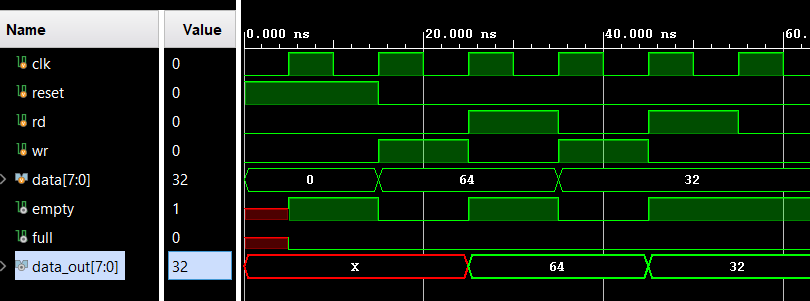 Name Value 0.000 ns 20.000 ns 40.000 ns 60.
clk 0
reset 0
rd 0
wr 0
data[7:0] 32 0 64 32
empty 1
full 0
data_out[7:0] 32 X 64 32